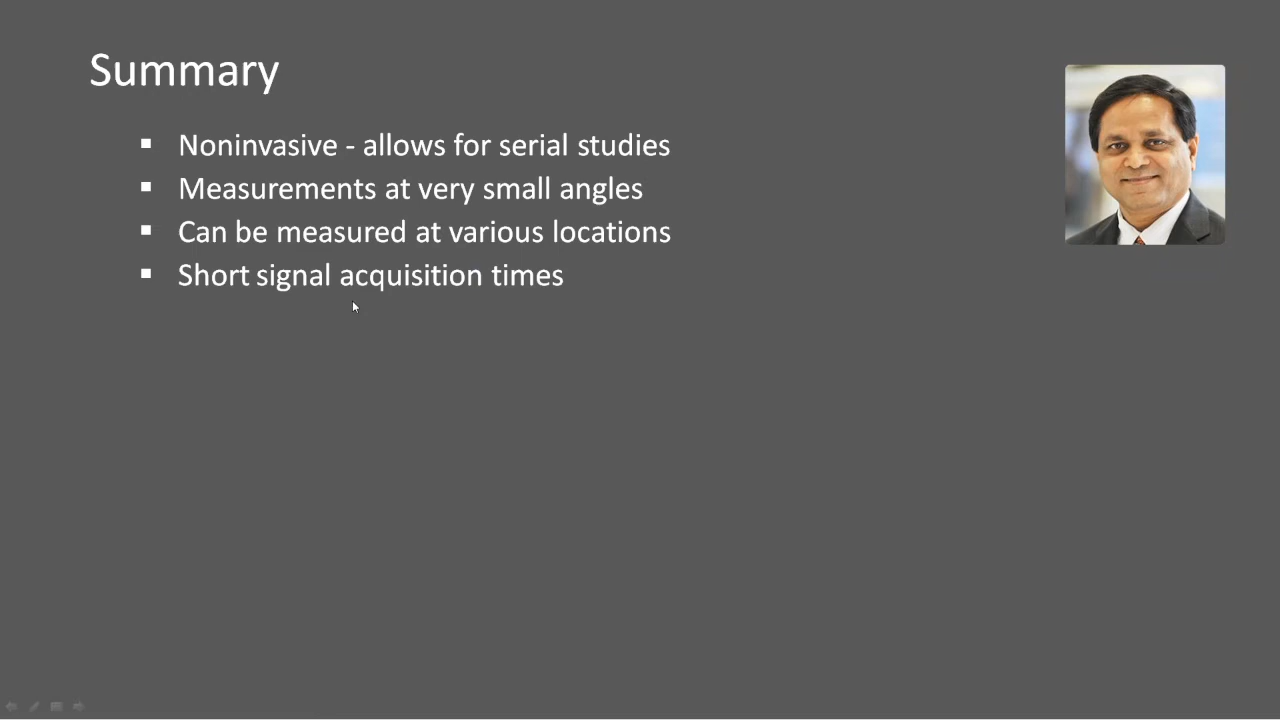 Summary
▪ Noninvasive - allows for serial studies
▪ Measurements at very small angles
▪ Can be measured at various locations
▪ Short signal acquisition times